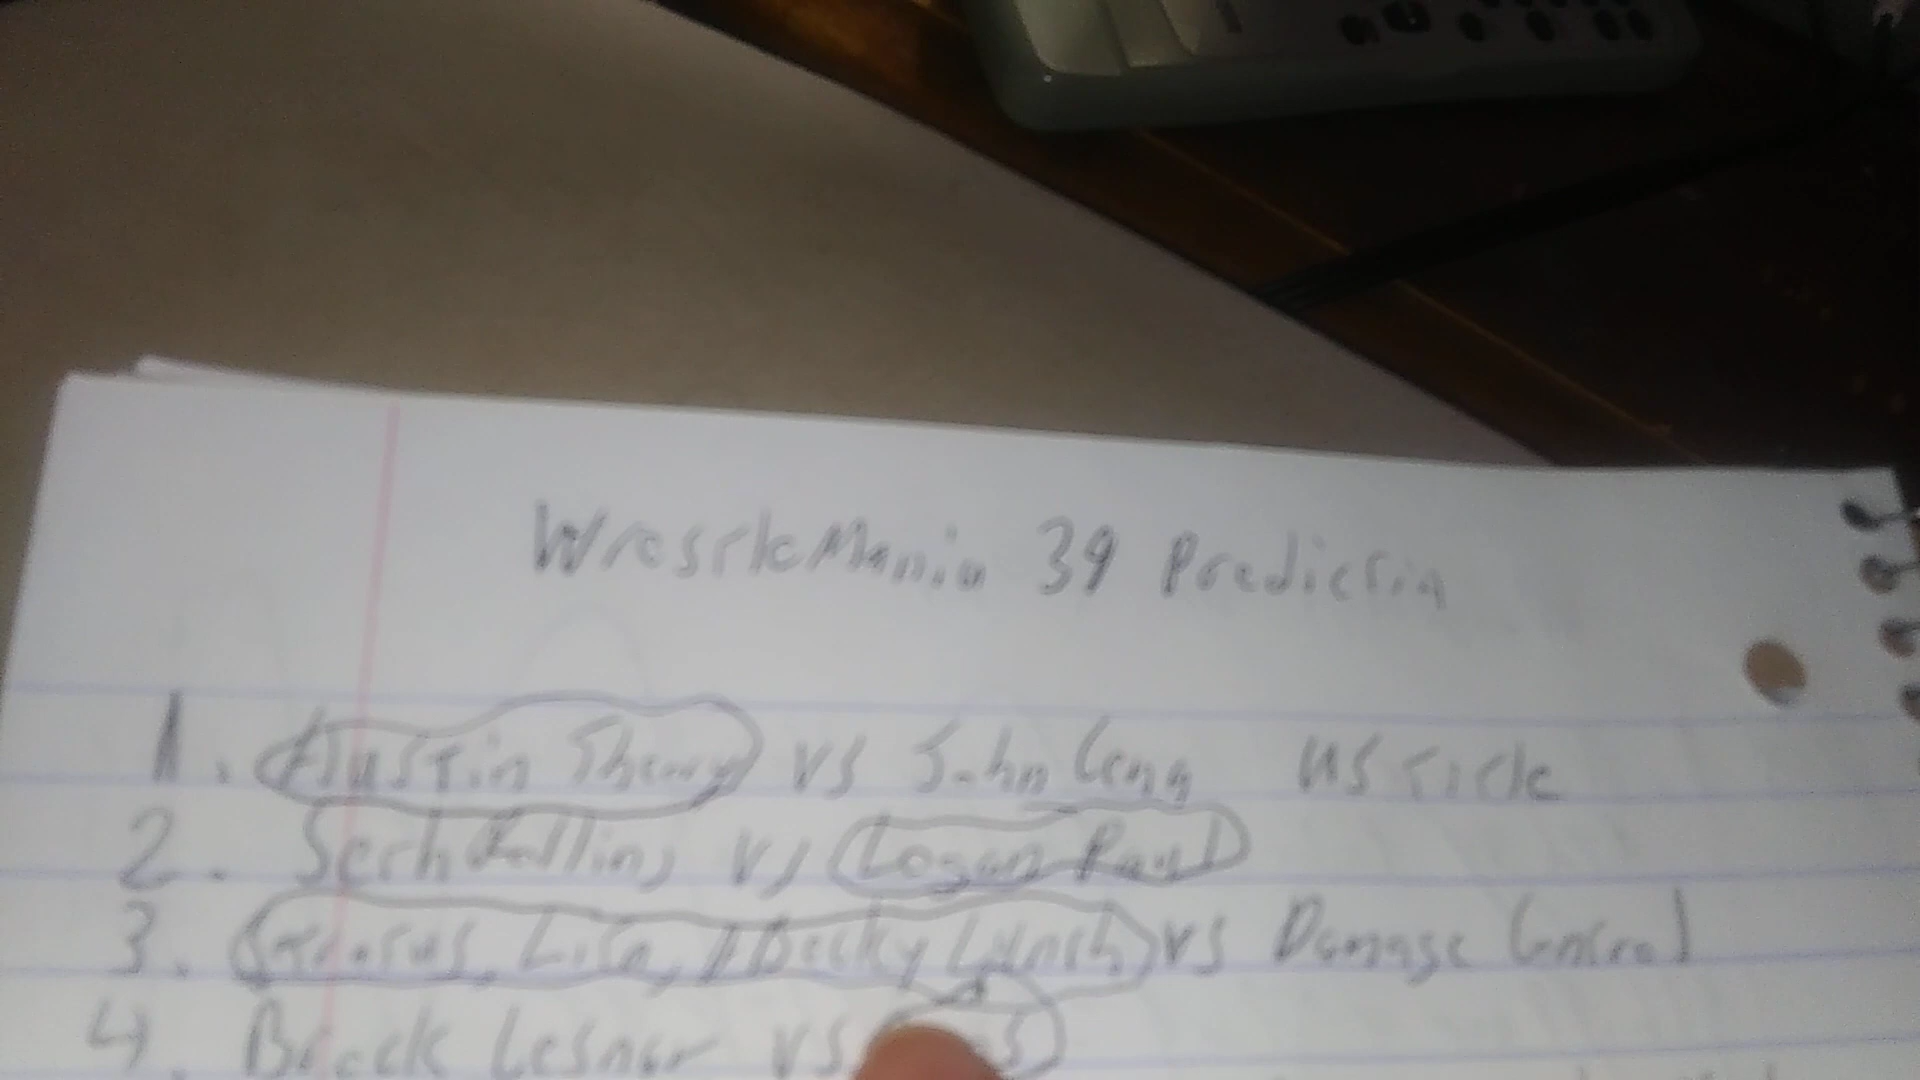 WrestleMania 39 Prediction
1. Austin Theory vs John Cena US Title
2. Seth Rollins vs Logan Paul
3. Lita, Becky Lynch vs Damage Control
4. Brock Lesnar vs